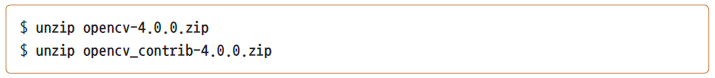 $ unzip opencv-4.0.0.zip
$ unzip opencv_contrib-4.0.0.zip